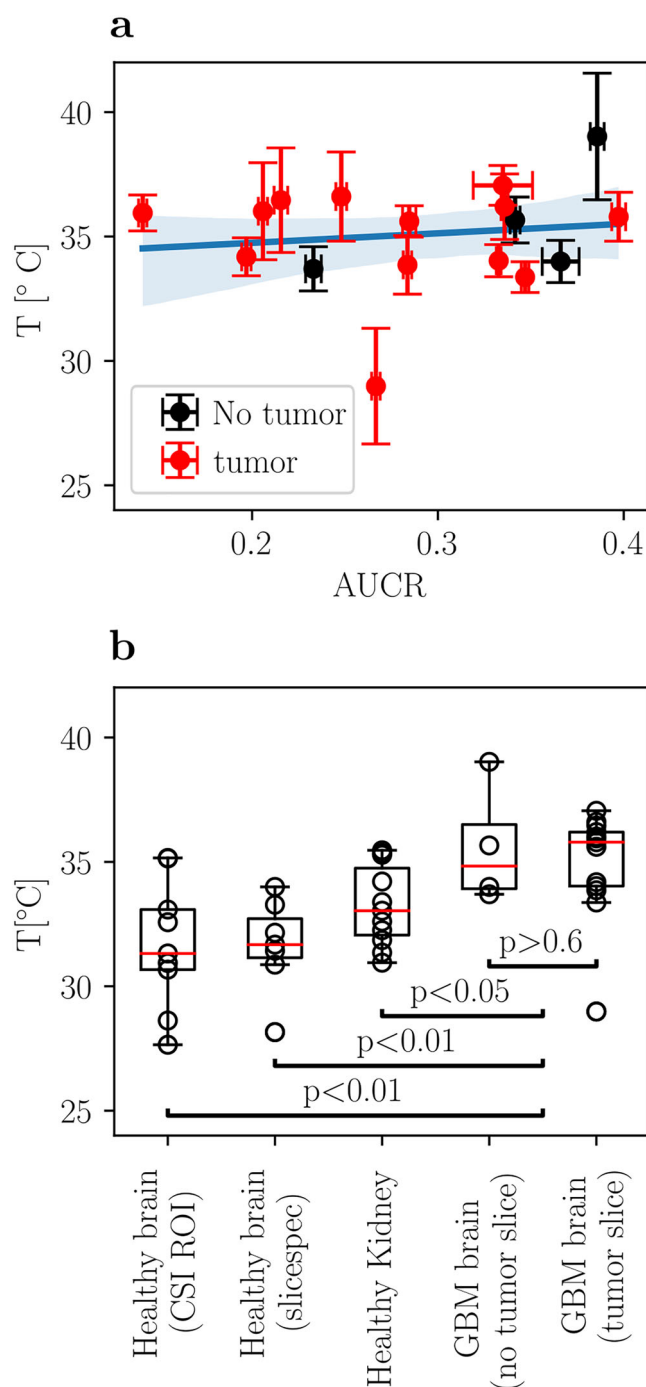 a
40
35
30
25
T [° C]
No tumor
tumor
0.2 0.3 0.4
AUCR
b
40
35
30
25
T[°C]
p>0.6
p<0.05
p<0.01
p<0.01
Healthy brain
(CSI ROI)
Healthy brain
(slicespec)
Healthy Kidney
GBM brain
(no tumor slice)
GBM brain
(tumor slice)